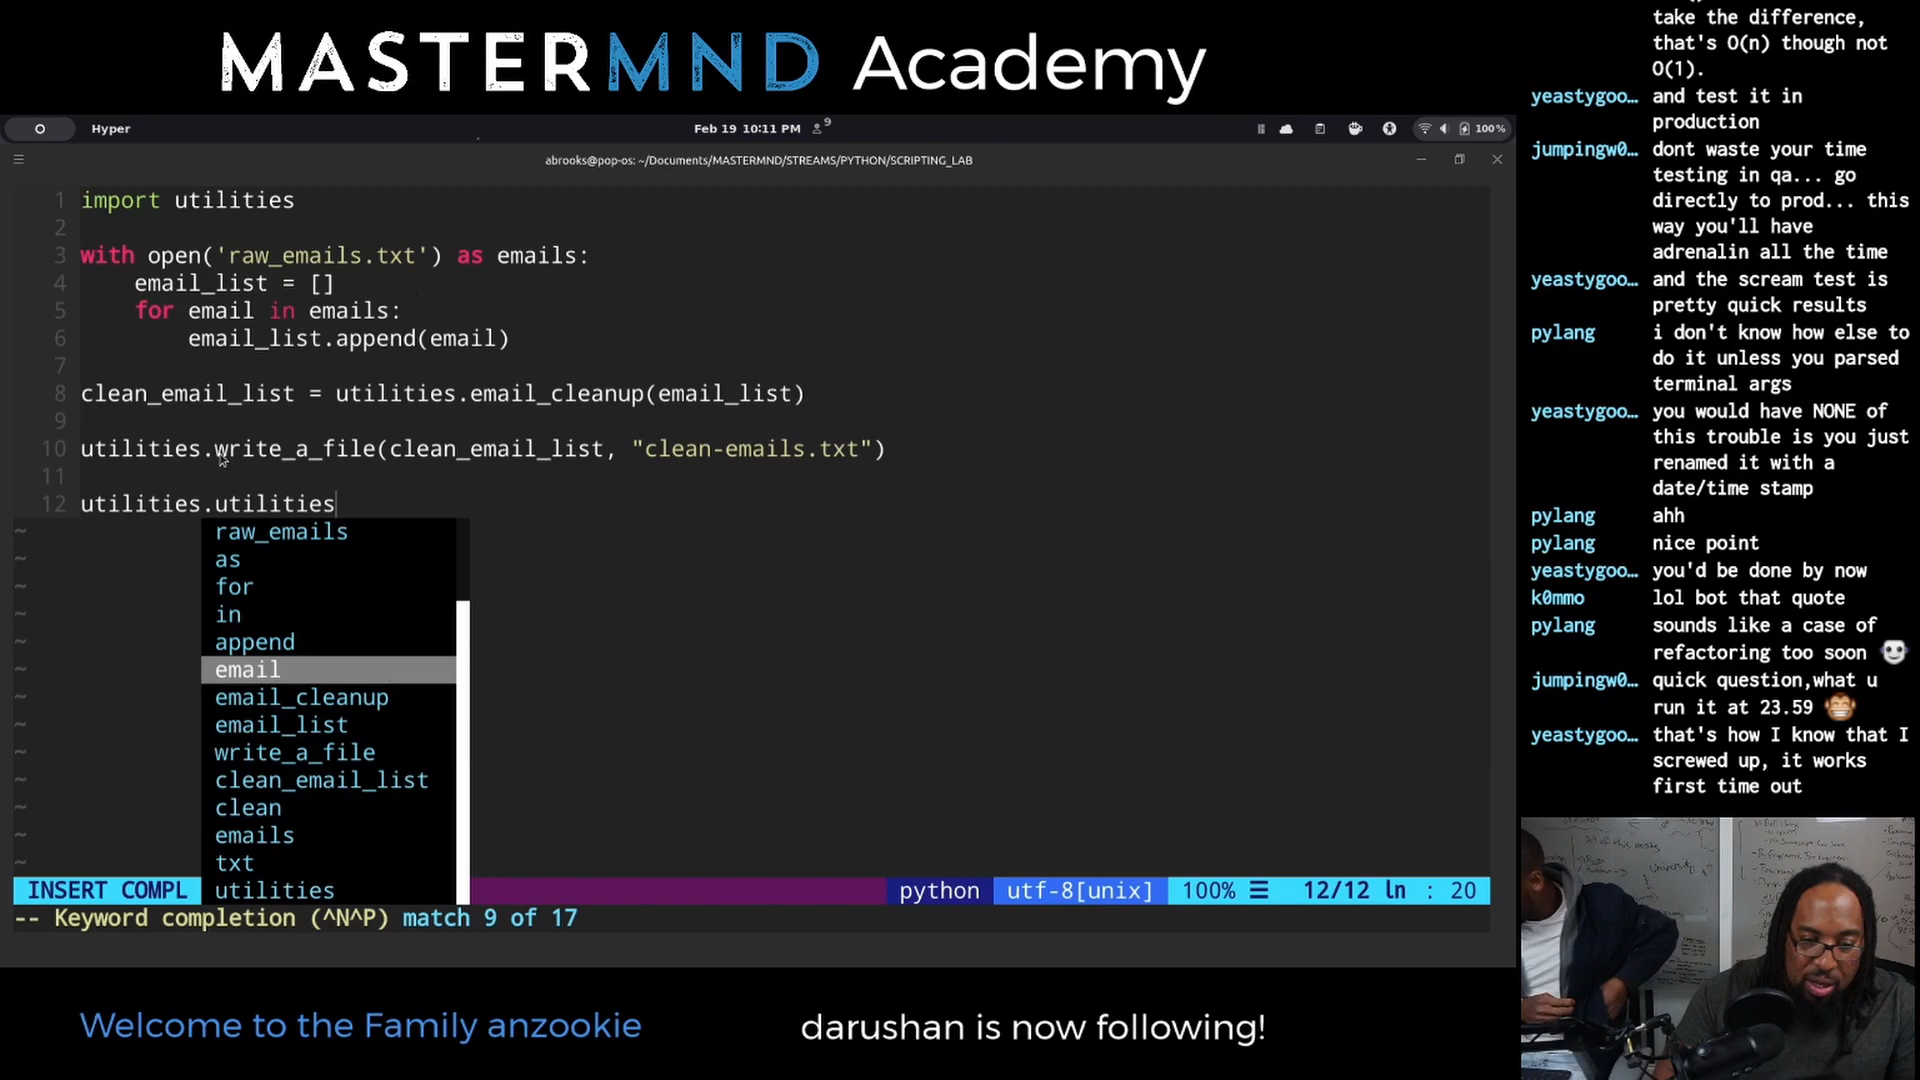 MASTERMND Academy
Hyper
Feb 19 10:11 PM
9
100%
abrooks@pop-os: ~/Documents/MASTERMND/STREAMS/PYTHON/SCRIPTING_LAB
1 import utilities
2
3 with open('raw_emails.txt') as emails:
4 email_list = []
5 for email in emails:
6 email_list.append(email)
7
8 clean_email_list = utilities.email_cleanup(email_list)
9
10 utilities.write_a_file(clean_email_list, "clean-emails.txt")
11
12 utilities.utilities
~ raw_emails
~ as
~ for
~ in
~ append
~ email
~ email_cleanup
~ email_list
~ write_a_file
~ clean_email_list
~ clean
~ emails
~ txt
INSERT COMPL utilities python utf-8[unix] 100% ☰ 12/12 ln : 20
-- Keyword completion (^N^P) match 9 of 17
take the difference,
that's O(n) though not
O(1).
yeastygoo… and test it in
production
jumpingw0… dont waste your time
testing in qa... go
directly to prod... this
way you'll have
adrenalin all the time
yeastygoo… and the scream test is
pretty quick results
pylang i don't know how else to
do it unless you parsed
terminal args
yeastygoo… you would have NONE of
this trouble is you just
renamed it with a
date/time stamp
pylang ahh
pylang nice point
yeastygoo… you'd be done by now
k0mmo lol bot that quote
pylang sounds like a case of
refactoring too soon
jumpingw0… quick question,what u
run it at 23.59
yeastygoo… that's how I know that I
screwed up, it works
first time out
Welcome to the Family anzookie
darushan is now following!